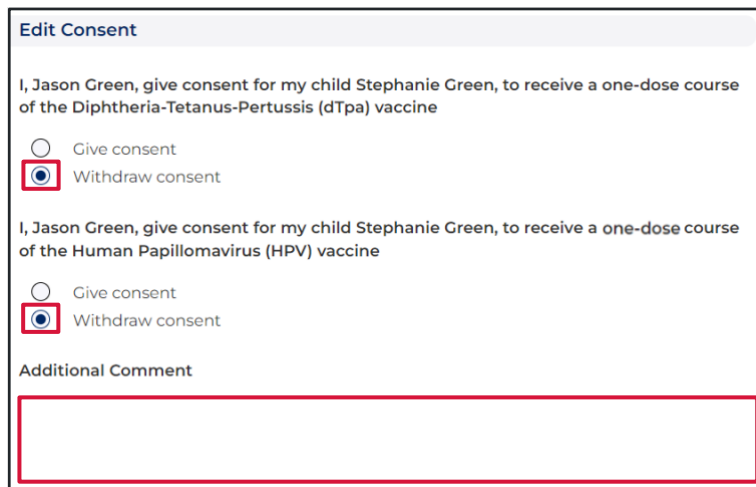 Edit Consent
I, Jason Green, give consent for my child Stephanie Green, to receive a one-dose course
of the Diphtheria-Tetanus-Pertussis (dTpa) vaccine
Give consent
Withdraw consent
I, Jason Green, give consent for my child Stephanie Green, to receive a one-dose course
of the Human Papillomavirus (HPV) vaccine
Give consent
Withdraw consent
Additional Comment